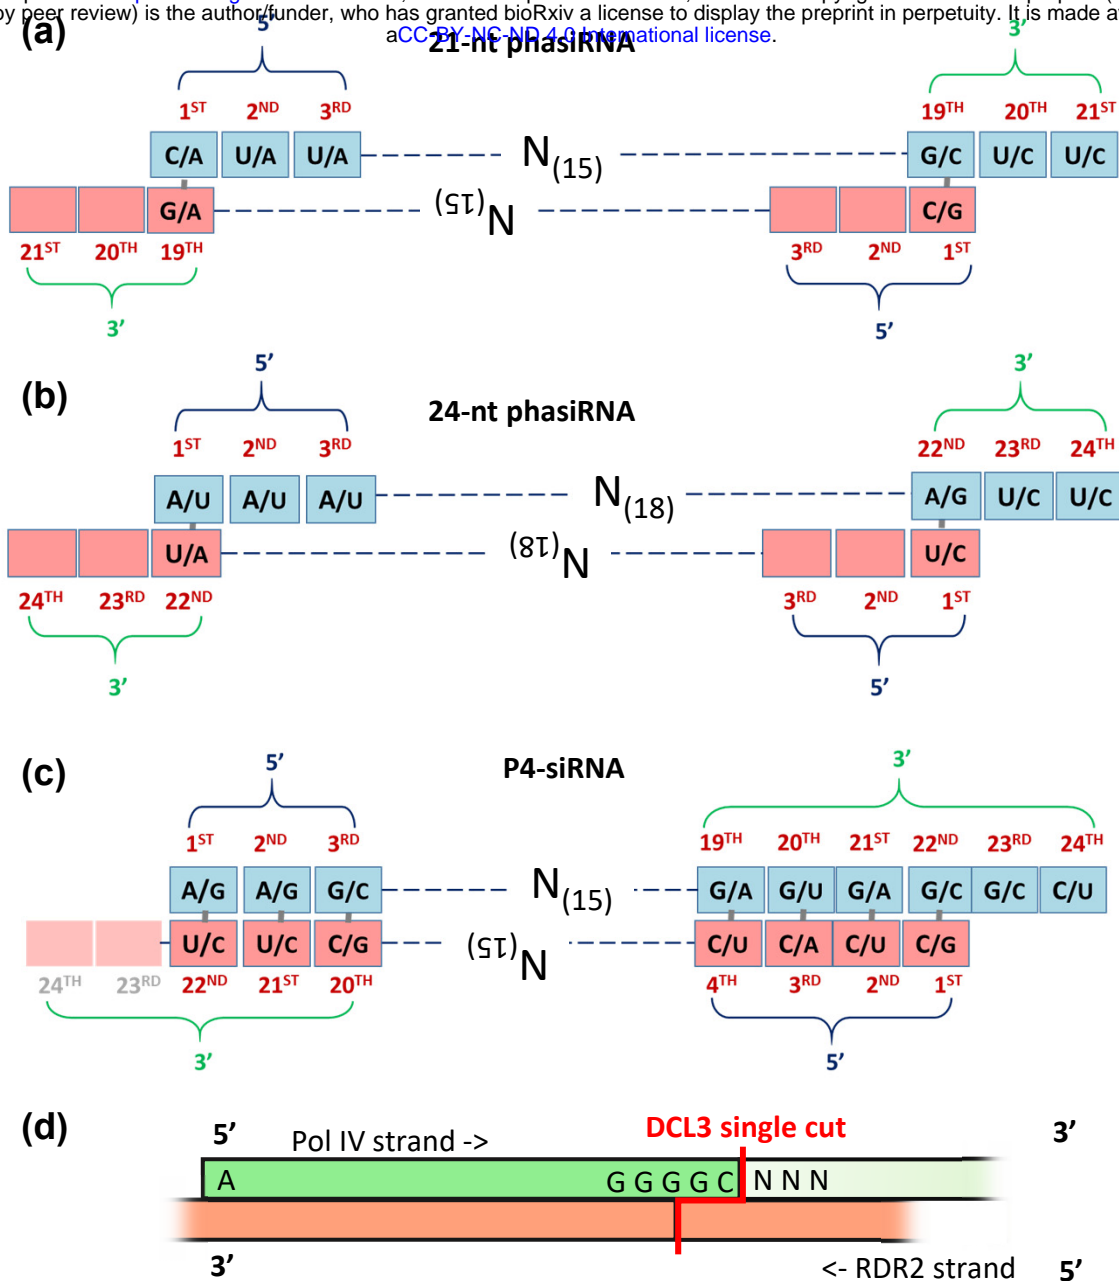 by peer review) is the author/funder, who has granted bioRxiv a license to display the preprint in perpetuity. It is made
aCC-BY-NC-ND 4.0 International license.
(a)
21-nt phasiRNA
5’ 3’
1ST 2ND 3RD 19TH 20TH 21ST
C/A U/A U/A N(15) G/C U/C U/C
G/A N(15) C/G
21ST 20TH 19TH 3RD 2ND 1ST
3’ 5’
(b)
24-nt phasiRNA
5’ 3’
1ST 2ND 3RD 22ND 23RD 24TH
A/U A/U A/U N(18) A/G U/C U/C
U/A N(18) U/C
24TH 23RD 22ND 3RD 2ND 1ST
3’ 5’
(c)
P4-siRNA
5’ 3’
1ST 2ND 3RD 19TH 20TH 21ST 22ND 23RD 24TH
A/G A/G G/C N(15) G/A G/U G/A G/C G/C C/U
U/C U/C C/G N(15) C/U C/A C/U C/G
24TH 23RD 22ND 21ST 20TH 4TH 3RD 2ND 1ST
3’ 5’
(d)
5’ Pol IV strand -> DCL3 single cut 3’
A G G G G C N N N
3’ <- RDR2 strand 5’